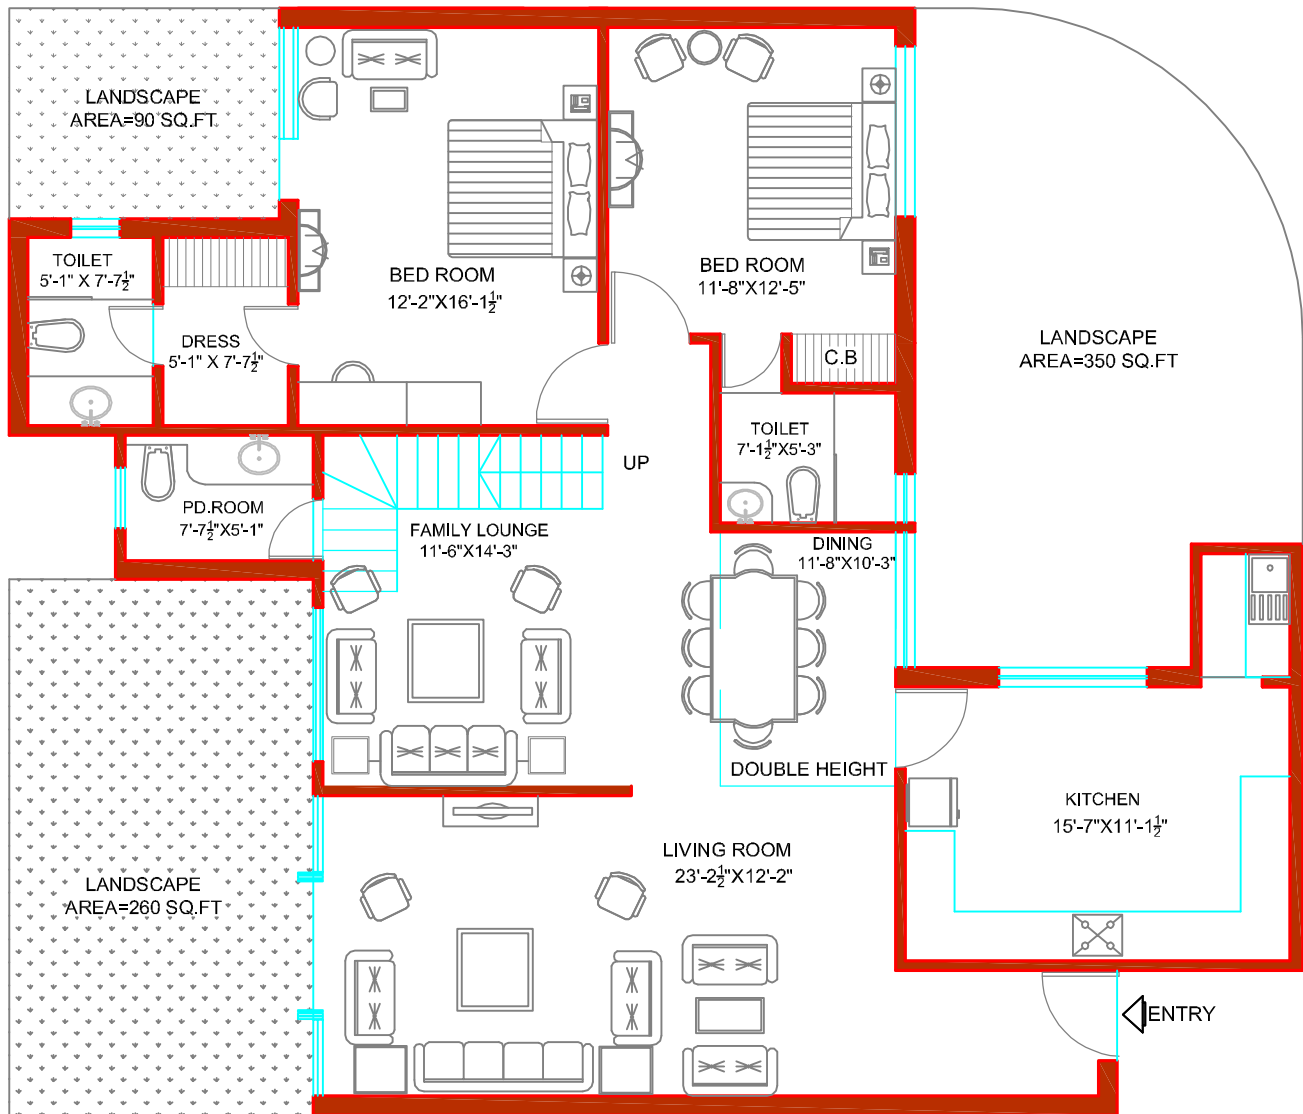 LANDSCAPE
AREA=90 SQ.FT
TOILET
5'-1" X 7'-7½"
DRESS
5'-1" X 7'-7½"
BED ROOM
12'-2"X16'-1½"
BED ROOM
11'-8"X12'-5"
C.B
LANDSCAPE
AREA=350 SQ.FT
TOILET
7'-1½"X5'-3"
UP
PD.ROOM
7'-7½"X5'-1"
FAMILY LOUNGE
11'-6"X14'-3"
DINING
11'-8"X10'-3"
DOUBLE HEIGHT
KITCHEN
15'-7"X11'-1½"
LIVING ROOM
23'-2½"X12'-2"
LANDSCAPE
AREA=260 SQ.FT
ENTRY